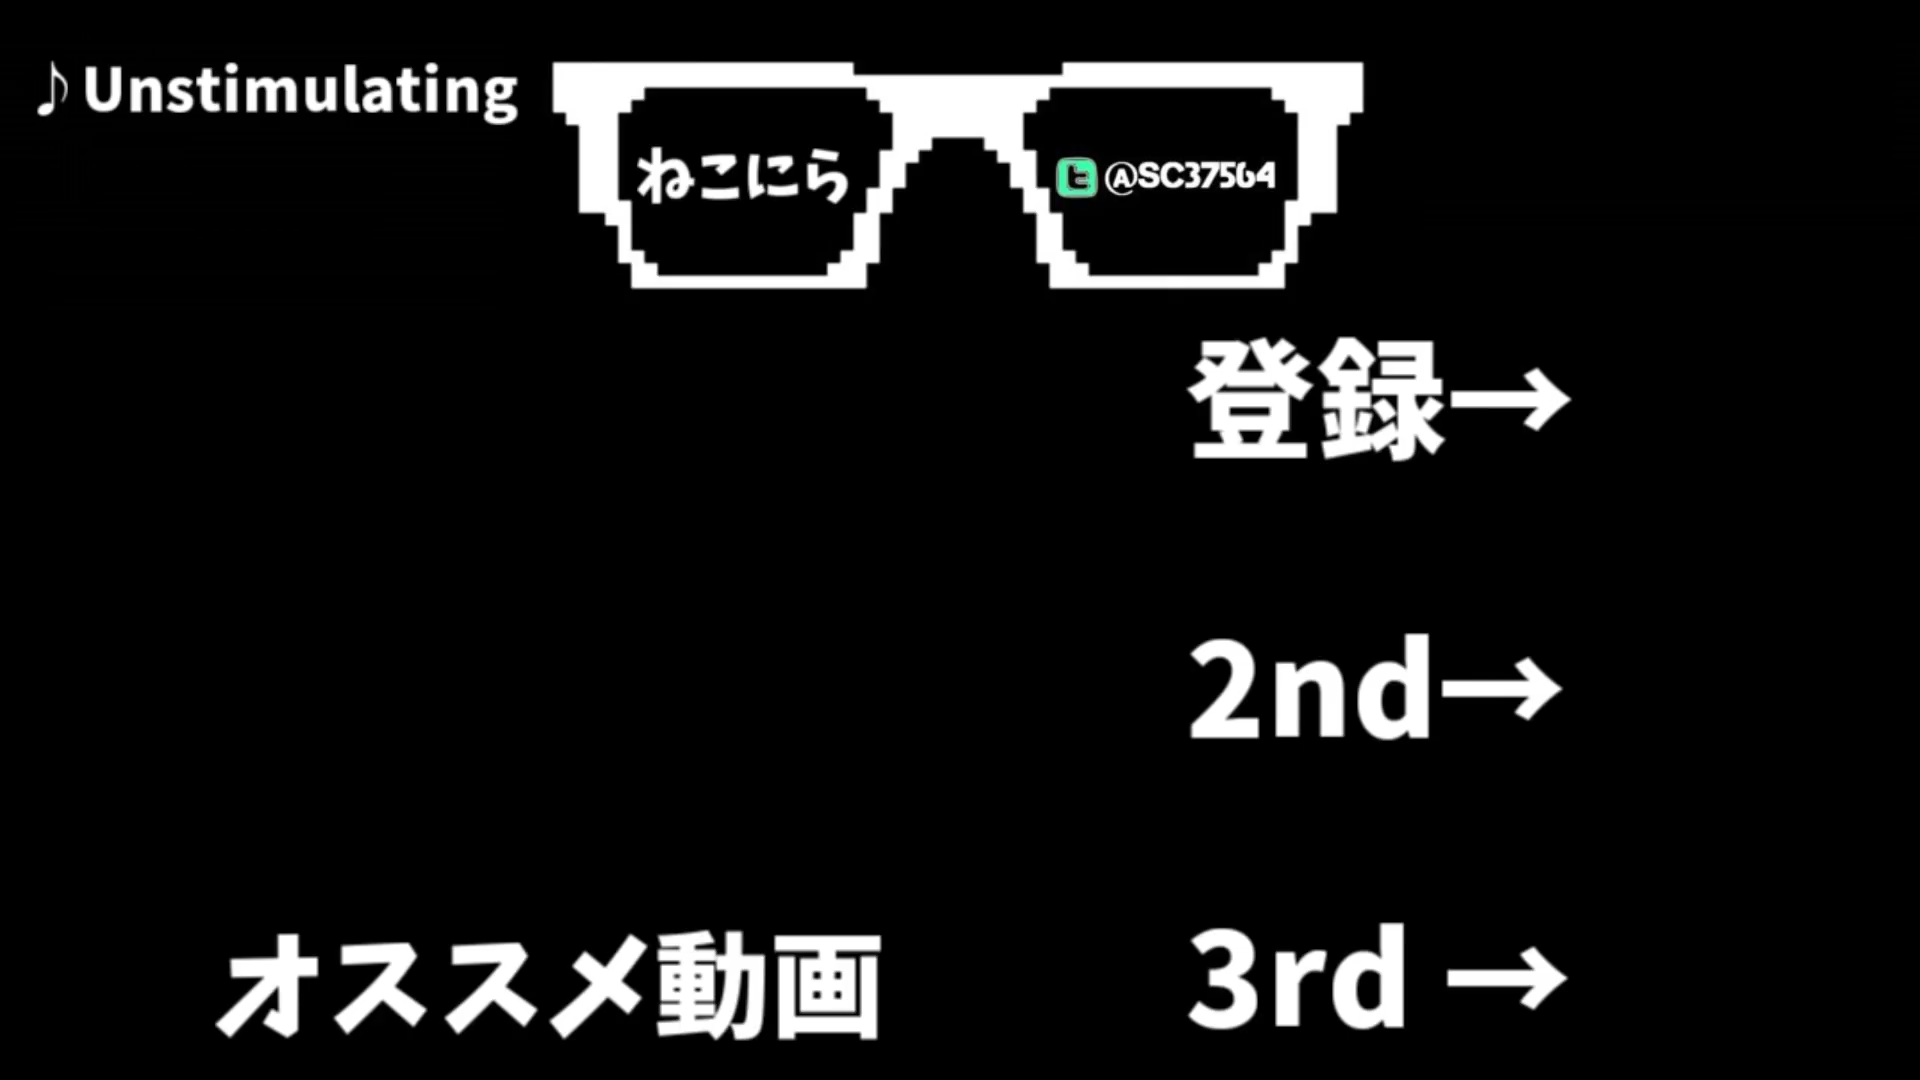 ♪Unstimulating
ねこにら
@SC37564
登録→
2nd→
オススメ動画
3rd →